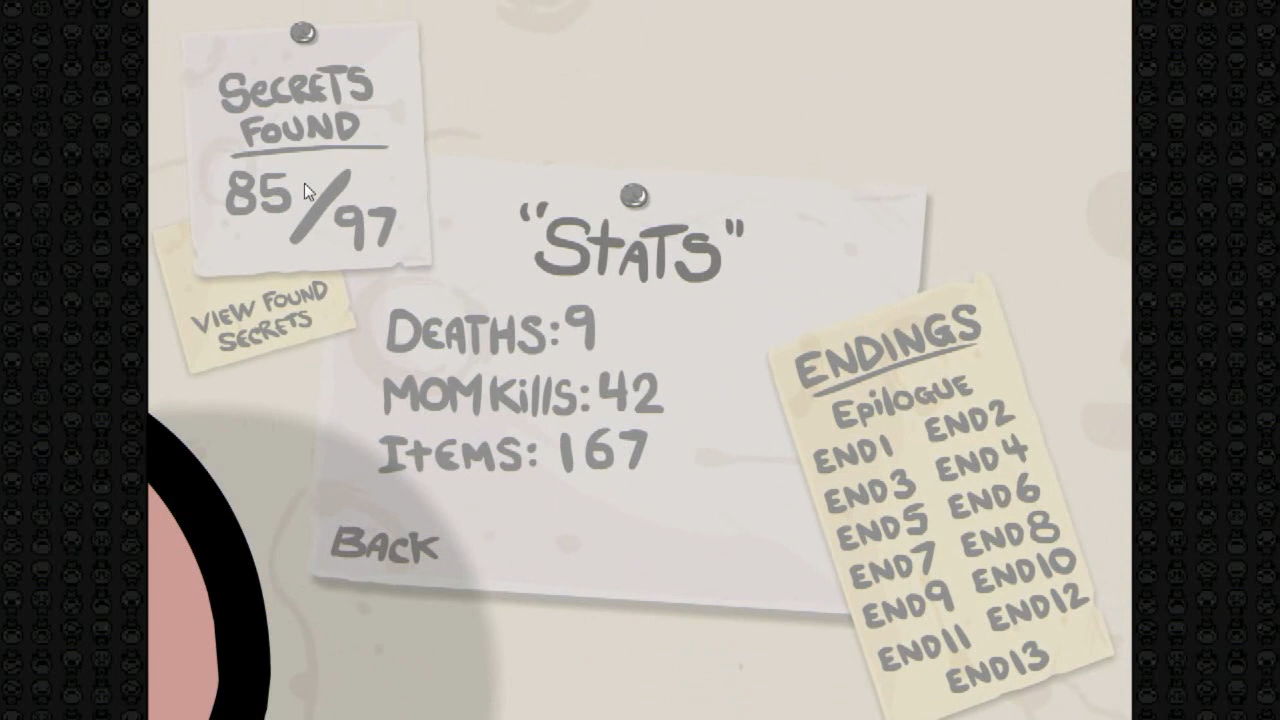 SECRETS
FOUND
85/97
VIEW FOUND
SECRETS
"STATS"
DEATHS: 9
MOM Kills: 42
ITEMS: 167
BACK
ENDINGS
EpilOGUE
END1 END2
END3 END4
END5 END6
END7 END8
END9 END10
END11 END12
END13